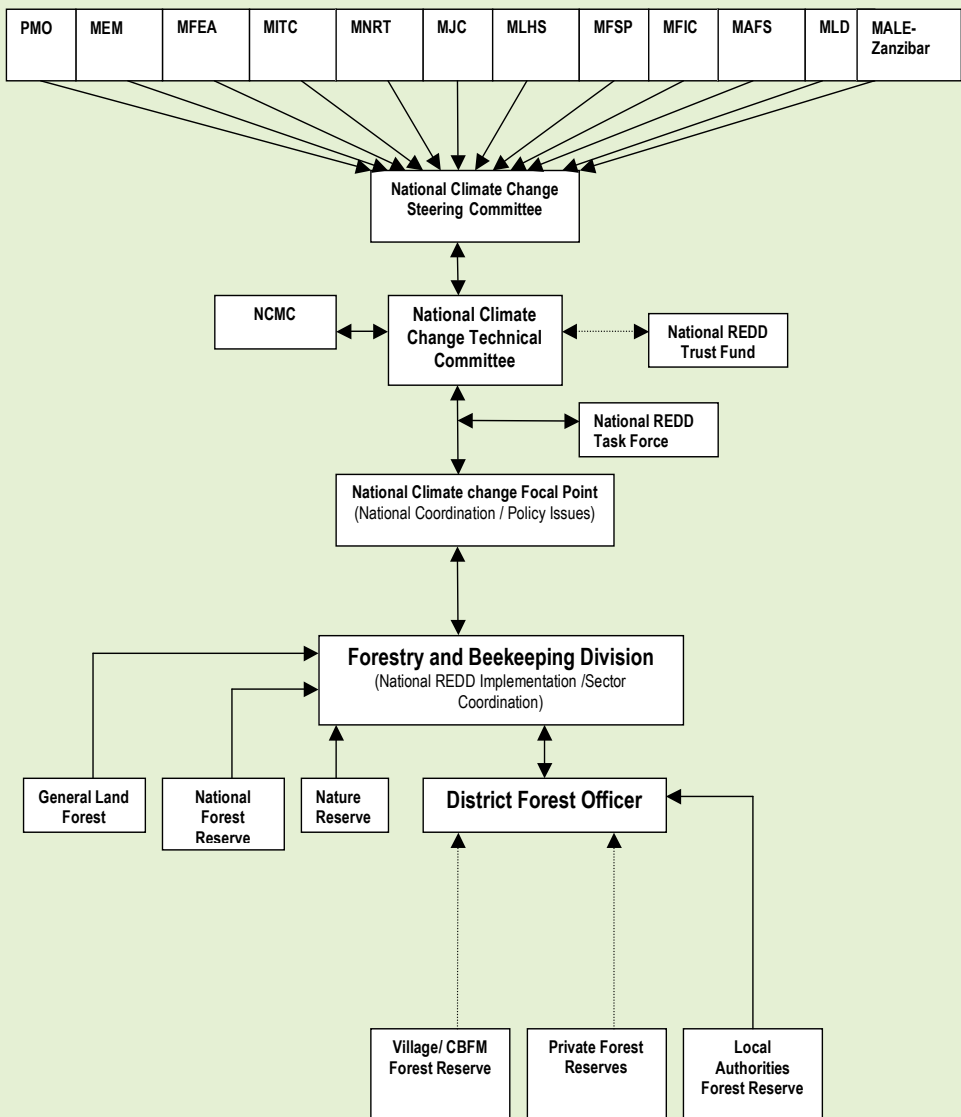 PMO
MEM
MFEA
MITC
MNRT
MJC
MLHS
MFSP
MFIC
MAFS
MLD
MALE-
Zanzibar
National Climate Change
Steering Committee
NCMC
National Climate
Change Technical
Committee
National REDD
Trust Fund
National REDD
Task Force
National Climate change Focal Point
(National Coordination / Policy Issues)
Forestry and Beekeeping Division
(National REDD Implementation /Sector
Coordination)
General Land
Forest
National
Forest
Reserve
Nature
Reserve
District Forest Officer
Village/ CBFM
Forest Reserve
Private Forest
Reserves
Local
Authorities
Forest Reserve